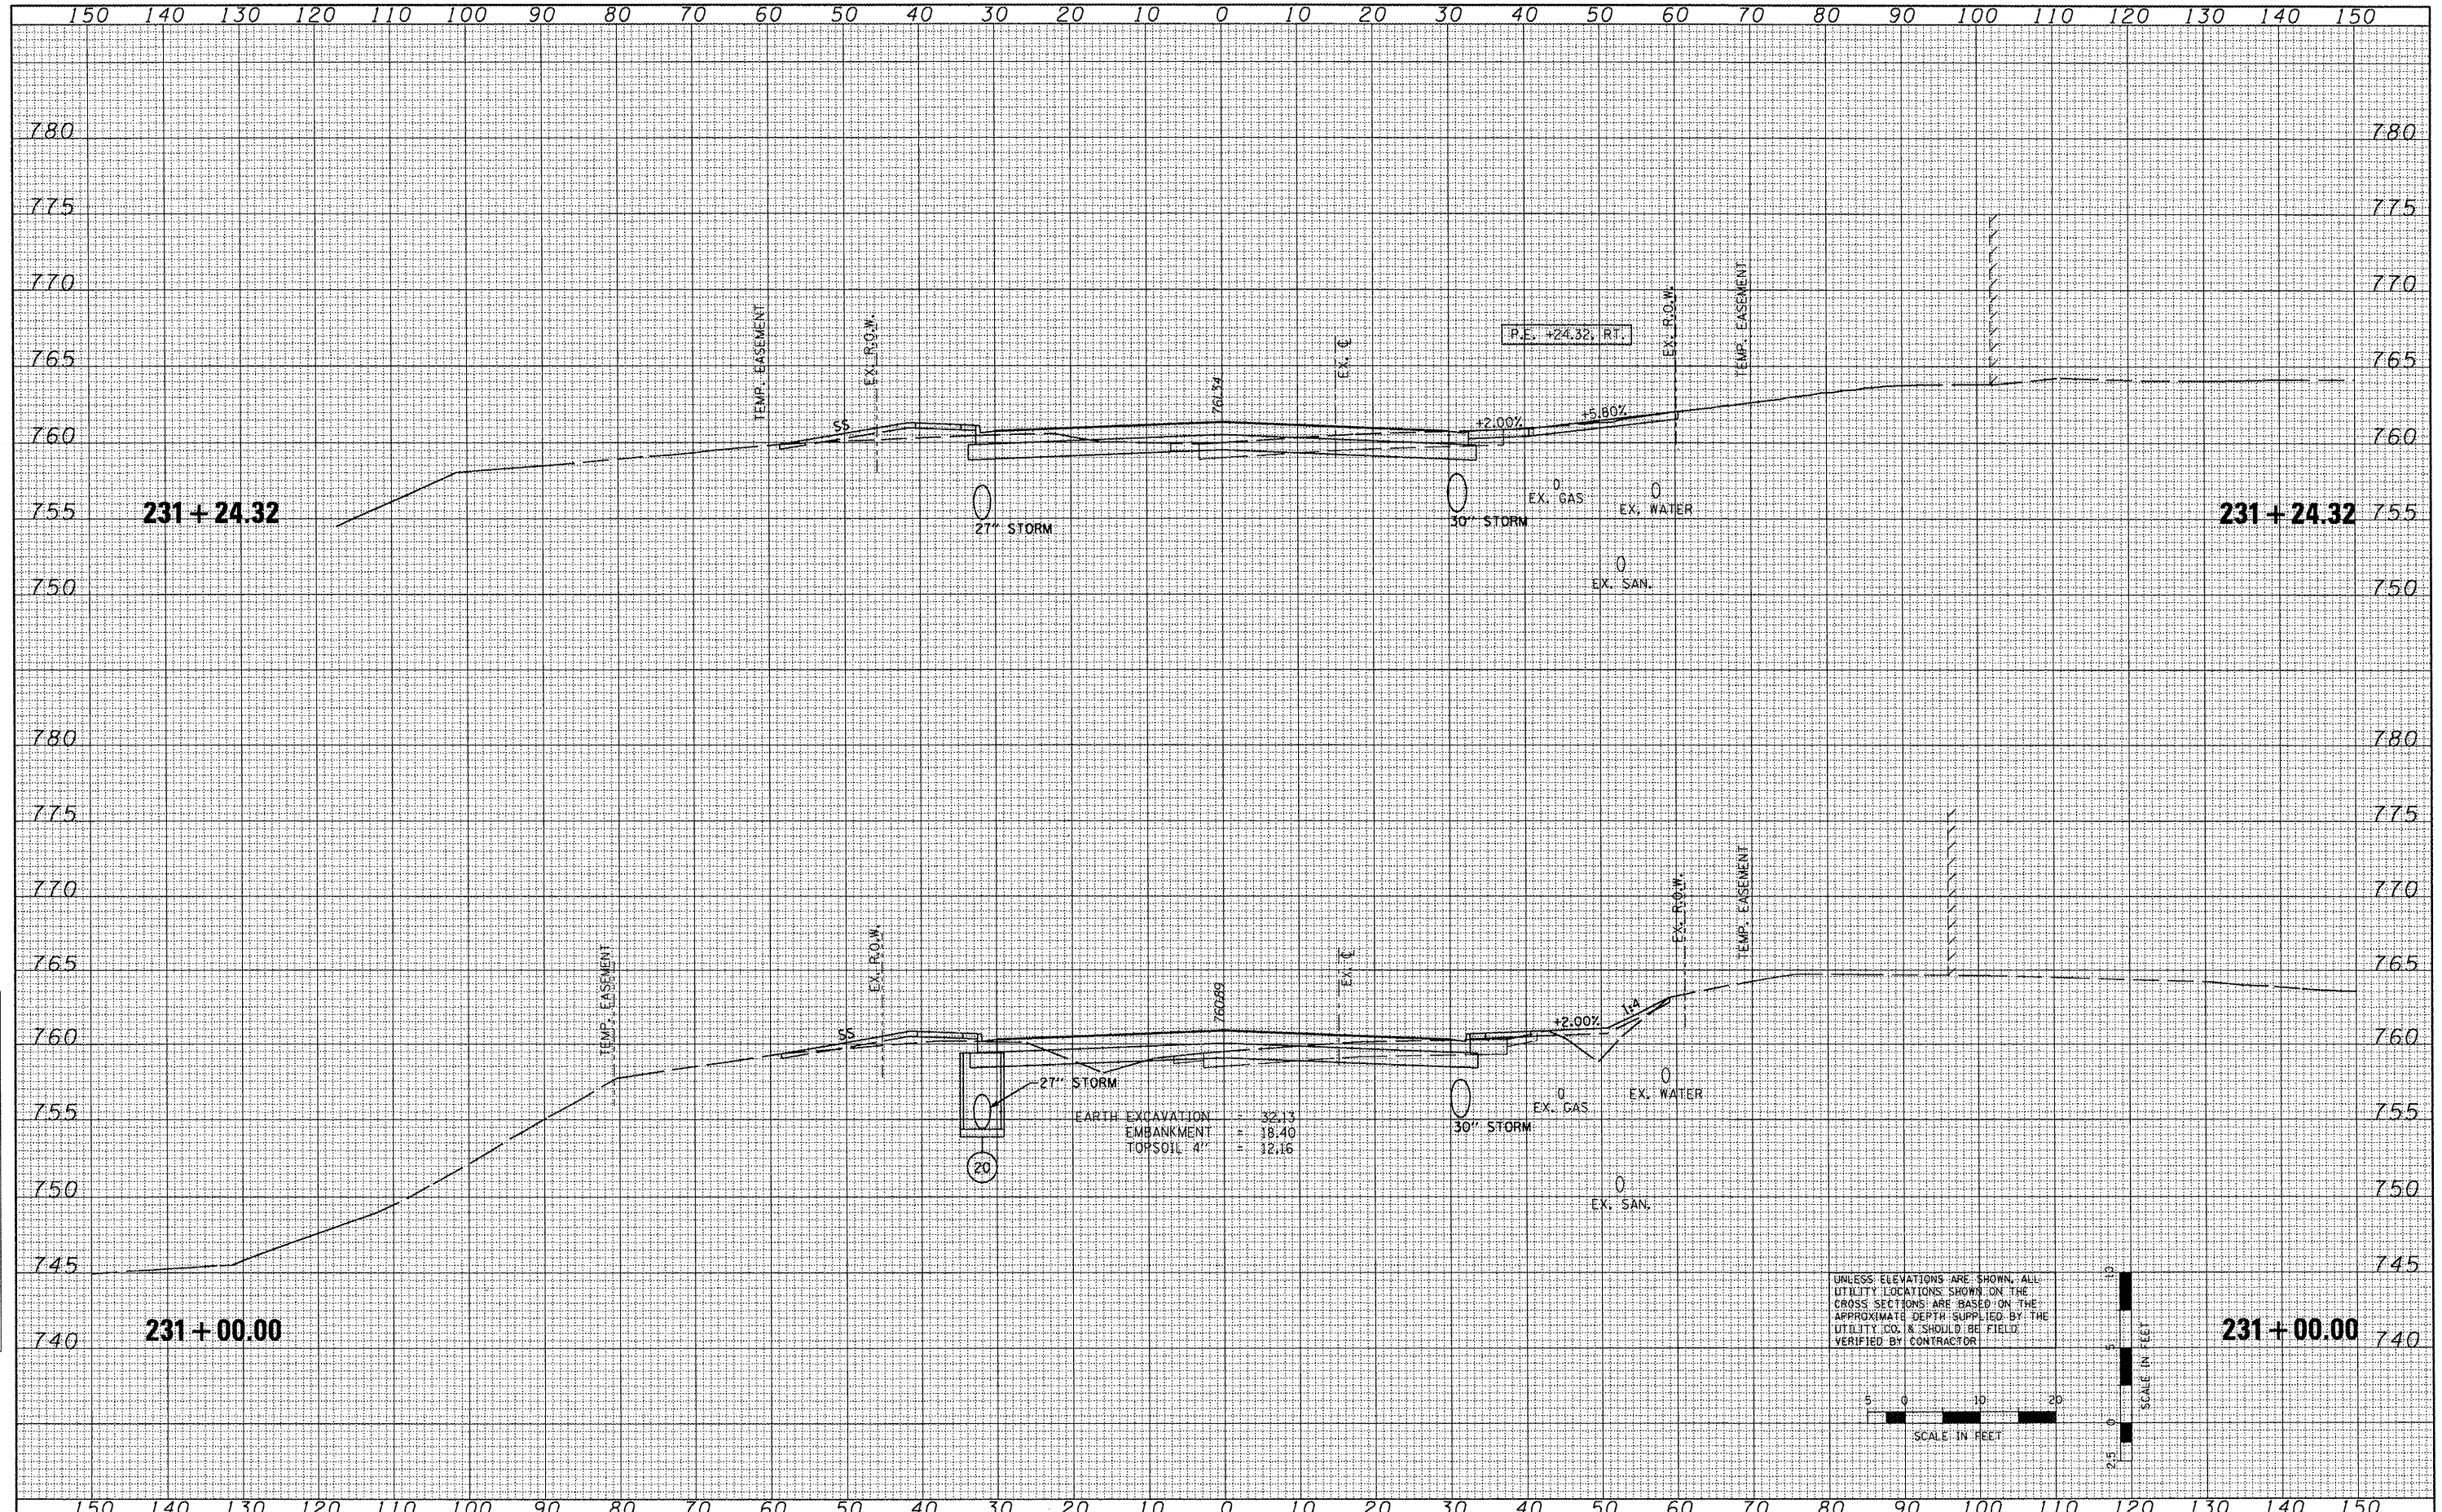 150 140 130 120 110 100 90 80 70 60 50 40 30 20 10 0 10 20 30 40 50 60 70 80 90 100 110 120 130 140 150
780 780
775 775
770 770
TEMP. EASEMENT
EX. R.O.W.
EX. ℄
P.E. +24.32, RT.
EX. R.O.W.
TEMP. EASEMENT
765 765
761.34
SS
+2.00%
+5.80%
760 760
231+24.32
27" STORM
30" STORM
EX. GAS
EX. WATER
231+24.32
755 755
EX. SAN.
750 750
780 780
775 775
770 770
TEMP. EASEMENT
EX. R.O.W.
EX. ℄
EX. R.O.W.
TEMP. EASEMENT
765 765
760.89
SS
+2.00%
1:4
760 760
27" STORM
30" STORM
EX. GAS
EX. WATER
755 755
EARTH EXCAVATION = 32.13
EMBANKMENT = 18.40
TOPSOIL 4" = 12.16
20
EX. SAN.
750 750
745 745
231+00.00
231+00.00
740 740
UNLESS ELEVATIONS ARE SHOWN, ALL
UTILITY LOCATIONS SHOWN ON THE
CROSS SECTIONS ARE BASED ON THE
APPROXIMATE DEPTH SUPPLIED BY THE
UTILITY CO. & SHOULD BE FIELD
VERIFIED BY CONTRACTOR
5 0 10 20
SCALE IN FEET
10 5 0 2.5
SCALE IN FEET
150 140 130 120 110 100 90 80 70 60 50 40 30 20 10 0 10 20 30 40 50 60 70 80 90 100 110 120 130 140 150